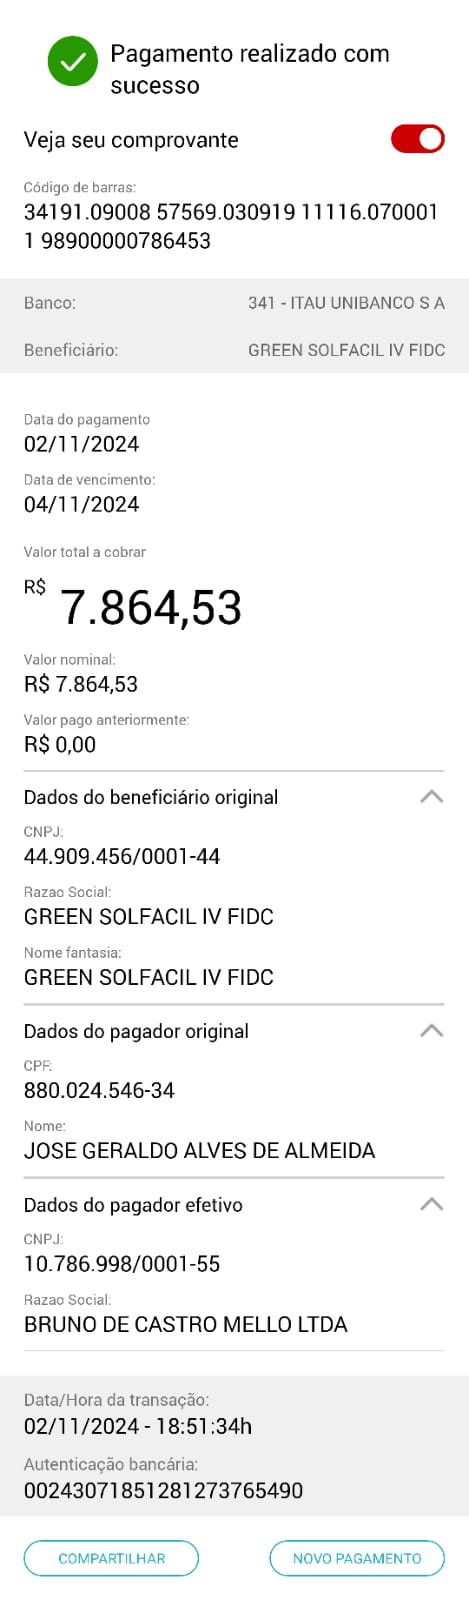 Pagamento realizado com
sucesso
Veja seu comprovante
Código de barras:
34191.09008 57569.030919 11116.070001
1 98900000786453
Banco: 341 - ITAU UNIBANCO S A
Beneficiário: GREEN SOLFACIL IV FIDC
Data do pagamento
02/11/2024
Data de vencimento:
04/11/2024
Valor total a cobrar
R$ 7.864,53
Valor nominal:
R$ 7.864,53
Valor pago anteriormente:
R$ 0,00
Dados do beneficiário original
CNPJ:
44.909.456/0001-44
Razao Social:
GREEN SOLFACIL IV FIDC
Nome fantasia:
GREEN SOLFACIL IV FIDC
Dados do pagador original
CPF:
880.024.546-34
Nome:
JOSE GERALDO ALVES DE ALMEIDA
Dados do pagador efetivo
CNPJ:
10.786.998/0001-55
Razao Social:
BRUNO DE CASTRO MELLO LTDA
Data/Hora da transação:
02/11/2024 - 18:51:34h
Autenticação bancária:
00243071851281273765490
COMPARTILHAR NOVO PAGAMENTO